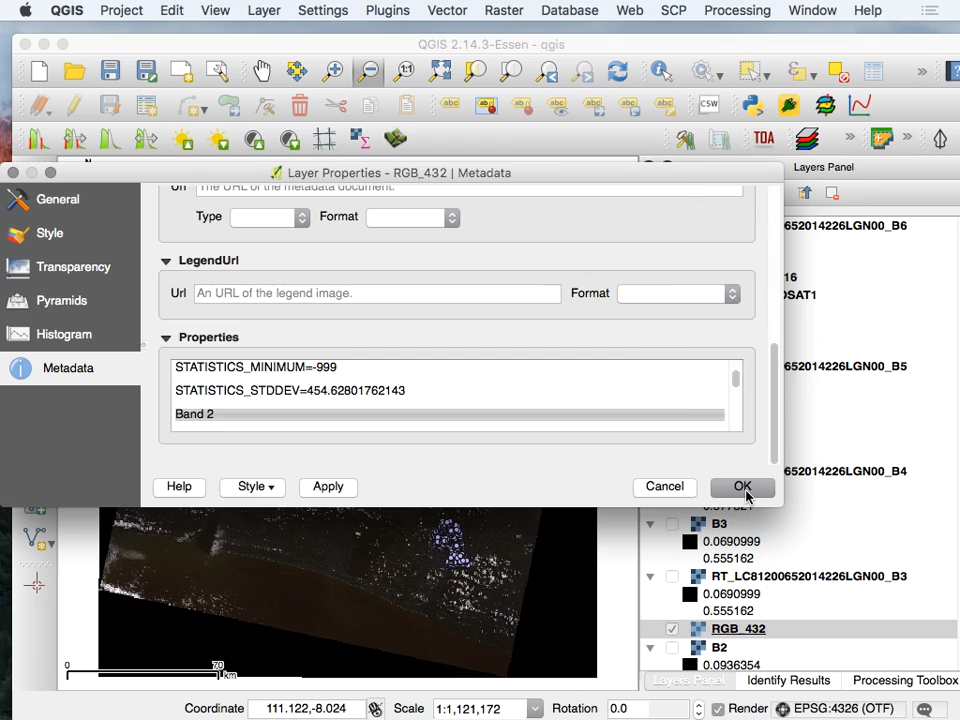 QGIS Project Edit View Layer Settings Plugins Vector Raster Database Web SCP Processing Window Help
QGIS 2.14.3-Essen - qgis
Layer Properties - RGB_432 | Metadata
Layers Panel
General
Style
Transparency
Pyramids
Histogram
Metadata
Url The URL of the metadata document.
Type Format
LegendUrl
Url An URL of the legend image. Format
Properties
STATISTICS_MINIMUM=-999
STATISTICS_STDDEV=454.62801762143
Band 2
Help Style Apply Cancel OK
652014226LGN00_B6
16
SAT1
652014226LGN00_B5
652014226LGN00_B4
B3
0.0690999
0.555162
RT_LC81200652014226LGN00_B3
0.0690999
0.555162
RGB_432
B2
0.0936354
0 70 km
Layers Panel Identify Results Processing Toolbox
Coordinate 111.122,-8.024 Scale 1:1,121,172 Rotation 0.0 Render EPSG:4326 (OTF)
CSW
TOA